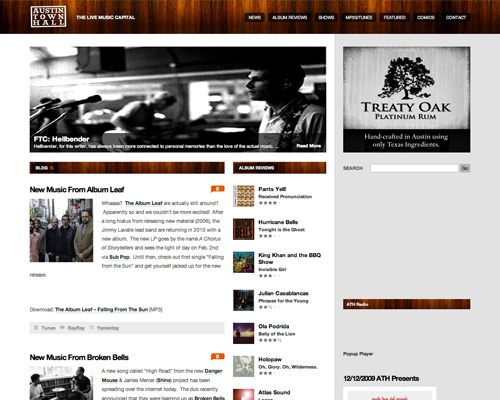 AUSTIN
TOWN
HALL
THE LIVE MUSIC CAPITAL
NEWS
ALBUM REVIEWS
SHOWS
MP3S/TUNES
FEATURED
COMICS
CONTACT
FTC: Hellbender
Hellbender, for this writer, has always been more connected to personal memories than the love of the actual music. ...
Read More
TREATY OAK
PLATINUM RUM
Hand-crafted in Austin using
only Texas Ingredients.
SEARCH
Go
BLOG
ALBUM REVIEWS
New Music From Album Leaf
0
Whaaaa? The Album Leaf are actually still around?
Apparently so and we couldn't be more excited! After
a long hiatus from releasing new material (2006), the
Jimmy Lavalle lead band are returning in 2010 with a
new album. The new LP goes by the name A Chorus
of Storytellers and sees the light of day on Feb. 2nd
via Sub Pop. Until then, check out first single "Falling
from the Sun" and get yourself jacked up for the new
release.
Download: The Album Leaf – Falling From The Sun [MP3]
Tunes
RayRay
Yesterday
New Music From Broken Bells
0
A new song called "High Road" from the new Danger
Mouse & James Mercer (Shins) project has been
spreading over the internet today. The duo recently
announced that they were teaming up as Broken Bells
Pants Yell!
Received Pronunciation
Hurricane Bells
Tonight is the Ghost
King Khan and the BBQ
Show
Invisible Girl
Julian Casablancas
Phrazes for the Young
Ola Podrida
Belly of the Lion
Holopaw
Oh, Glory. Oh, Wilderness.
Atlas Sound
Logos
ATH Radio
Popup Player
12/12/2009 ATH Presents